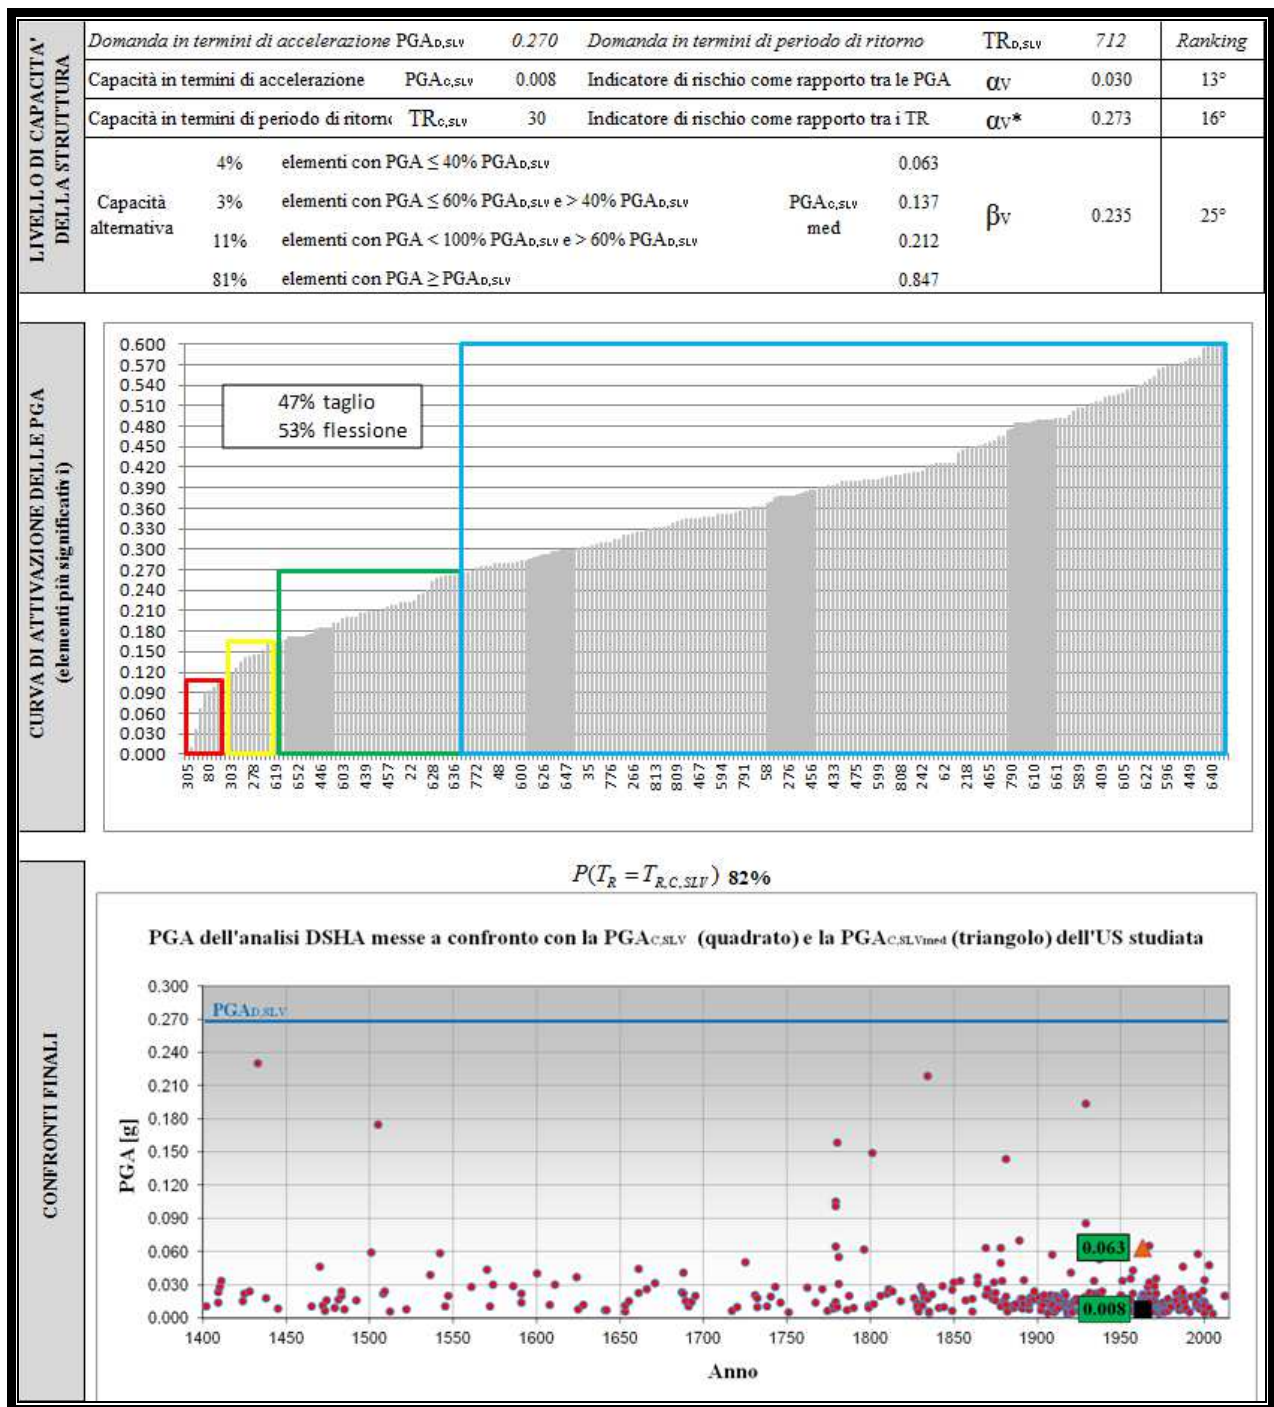 LIVELLO DI CAPACITA'
DELLA STRUTTURA
Domanda in termini di accelerazione PGAD,SLV 0.270 Domanda in termini di periodo di ritorno TRD,SLV 712 Ranking
Capacità in termini di accelerazione PGAC,SLV 0.008 Indicatore di rischio come rapporto tra le PGA αV 0.030 13°
Capacità in termini di periodo di ritorno TRC,SLV 30 Indicatore di rischio come rapporto tra i TR αV* 0.273 16°
4% elementi con PGA ≤ 40% PGAD,SLV 0.063
Capacità 3% elementi con PGA ≤ 60% PGAD,SLV e > 40% PGAD,SLV PGAC,SLV 0.137 βV 0.235 25°
alternativa med
11% elementi con PGA < 100% PGAD,SLV e > 60% PGAD,SLV 0.212
81% elementi con PGA ≥ PGAD,SLV 0.847
CURVA DI ATTIVAZIONE DELLE PGA
(elementi più significativi)
0.600
0.570
0.540
0.510
0.480
0.450
0.420
0.390
0.360
0.330
0.300
0.270
0.240
0.210
0.180
0.150
0.120
0.090
0.060
0.030
0.000
47% taglio
53% flessione
305 80 303 278 619 652 446 603 439 457 22 628 636 772 48 600 626 647 35 776 266 813 809 467 594 791 58 276 456 433 475 599 808 242 62 218 465 790 610 661 589 409 605 622 596 449 640
CONFRONTI FINALI
P(TR = TR,C,SLV) 82%
PGA dell'analisi DSHA messe a confronto con la PGAC,SLV (quadrato) e la PGAC,SLVmed (triangolo) dell'US studiata
PGA [g]
0.300
0.270
0.240
0.210
0.180
0.150
0.120
0.090
0.060
0.030
0.000
PGAD,SLV
0.063
0.008
1400 1450 1500 1550 1600 1650 1700 1750 1800 1850 1900 1950 2000
Anno